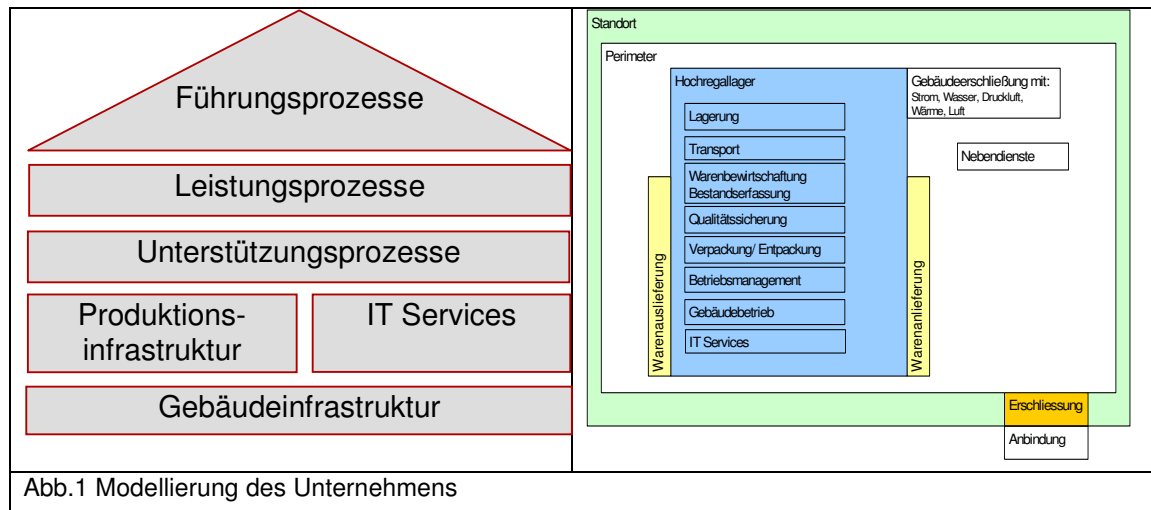 Führungsprozesse
Leistungsprozesse
Unterstützungsprozesse
Produktions-
infrastruktur
IT Services
Gebäudeinfrastruktur
Standort
Perimeter
Hochregallager
Lagerung
Transport
Warenbewirtschaftung
Bestandserfassung
Qualitätssicherung
Verpackung/ Entpackung
Betriebsmanagement
Gebäudebetrieb
IT Services
Warenauslieferung
Warenanlieferung
Gebäudeerschließung mit:
Strom, Wasser, Druckluft,
Wärme, Luft
Nebendienste
Erschliessung
Anbindung
Abb.1 Modellierung des Unternehmens